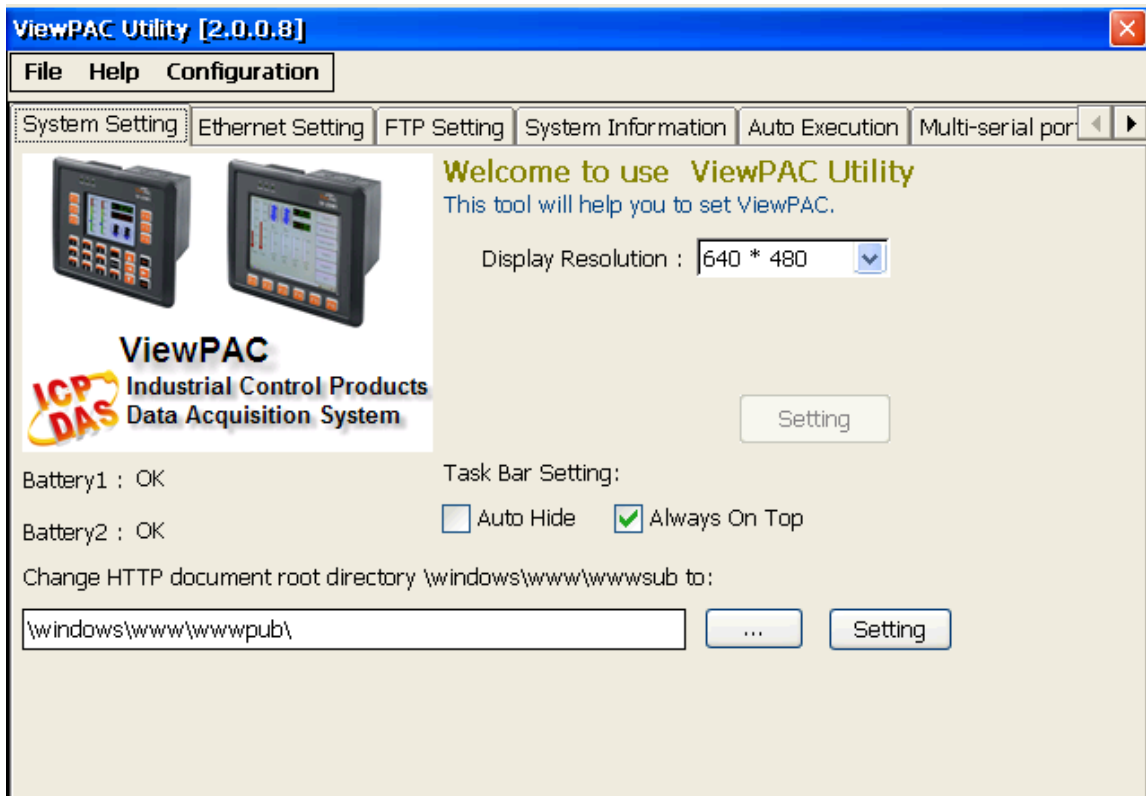 ViewPAC Utility [2.0.0.8]
File Help Configuration
System Setting Ethernet Setting FTP Setting System Information Auto Execution Multi-serial por
Welcome to use ViewPAC Utility
This tool will help you to set ViewPAC.
Display Resolution : 640 * 480
ViewPAC
ICP DAS
Industrial Control Products
Data Acquisition System
Setting
Battery1 : OK
Task Bar Setting:
Auto Hide Always On Top
Battery2 : OK
Change HTTP document root directory \windows\www\wwwsub to:
\windows\www\wwwpub\ ... Setting